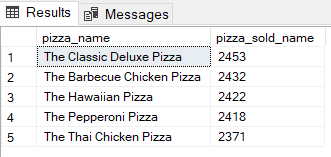 Results Messages
pizza_name pizza_sold_name
1 The Classic Deluxe Pizza 2453
2 The Barbecue Chicken Pizza 2432
3 The Hawaiian Pizza 2422
4 The Pepperoni Pizza 2418
5 The Thai Chicken Pizza 2371